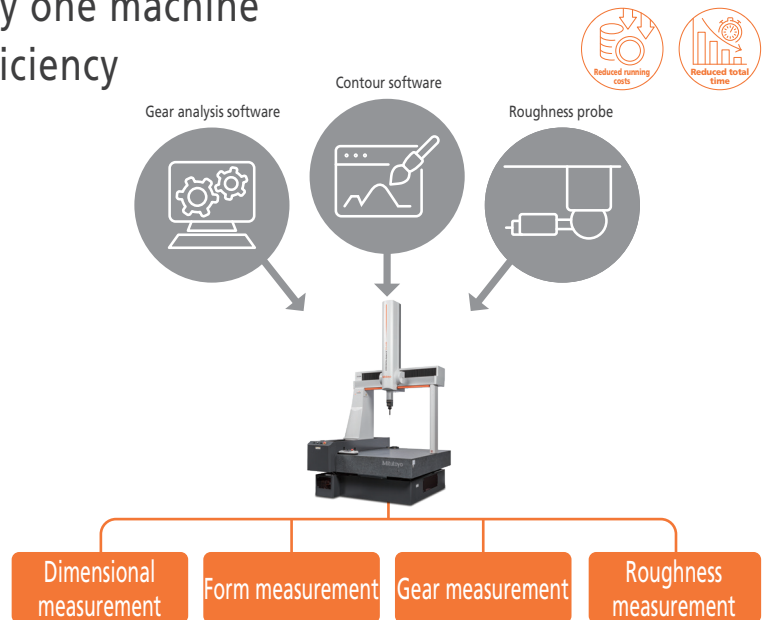 y one machine
iciency
Reduced running
costs
Reduced total
time
Contour software
Gear analysis software
Roughness probe
Mitutoyo
Dimensional
measurement
Form measurement
Gear measurement
Roughness
measurement